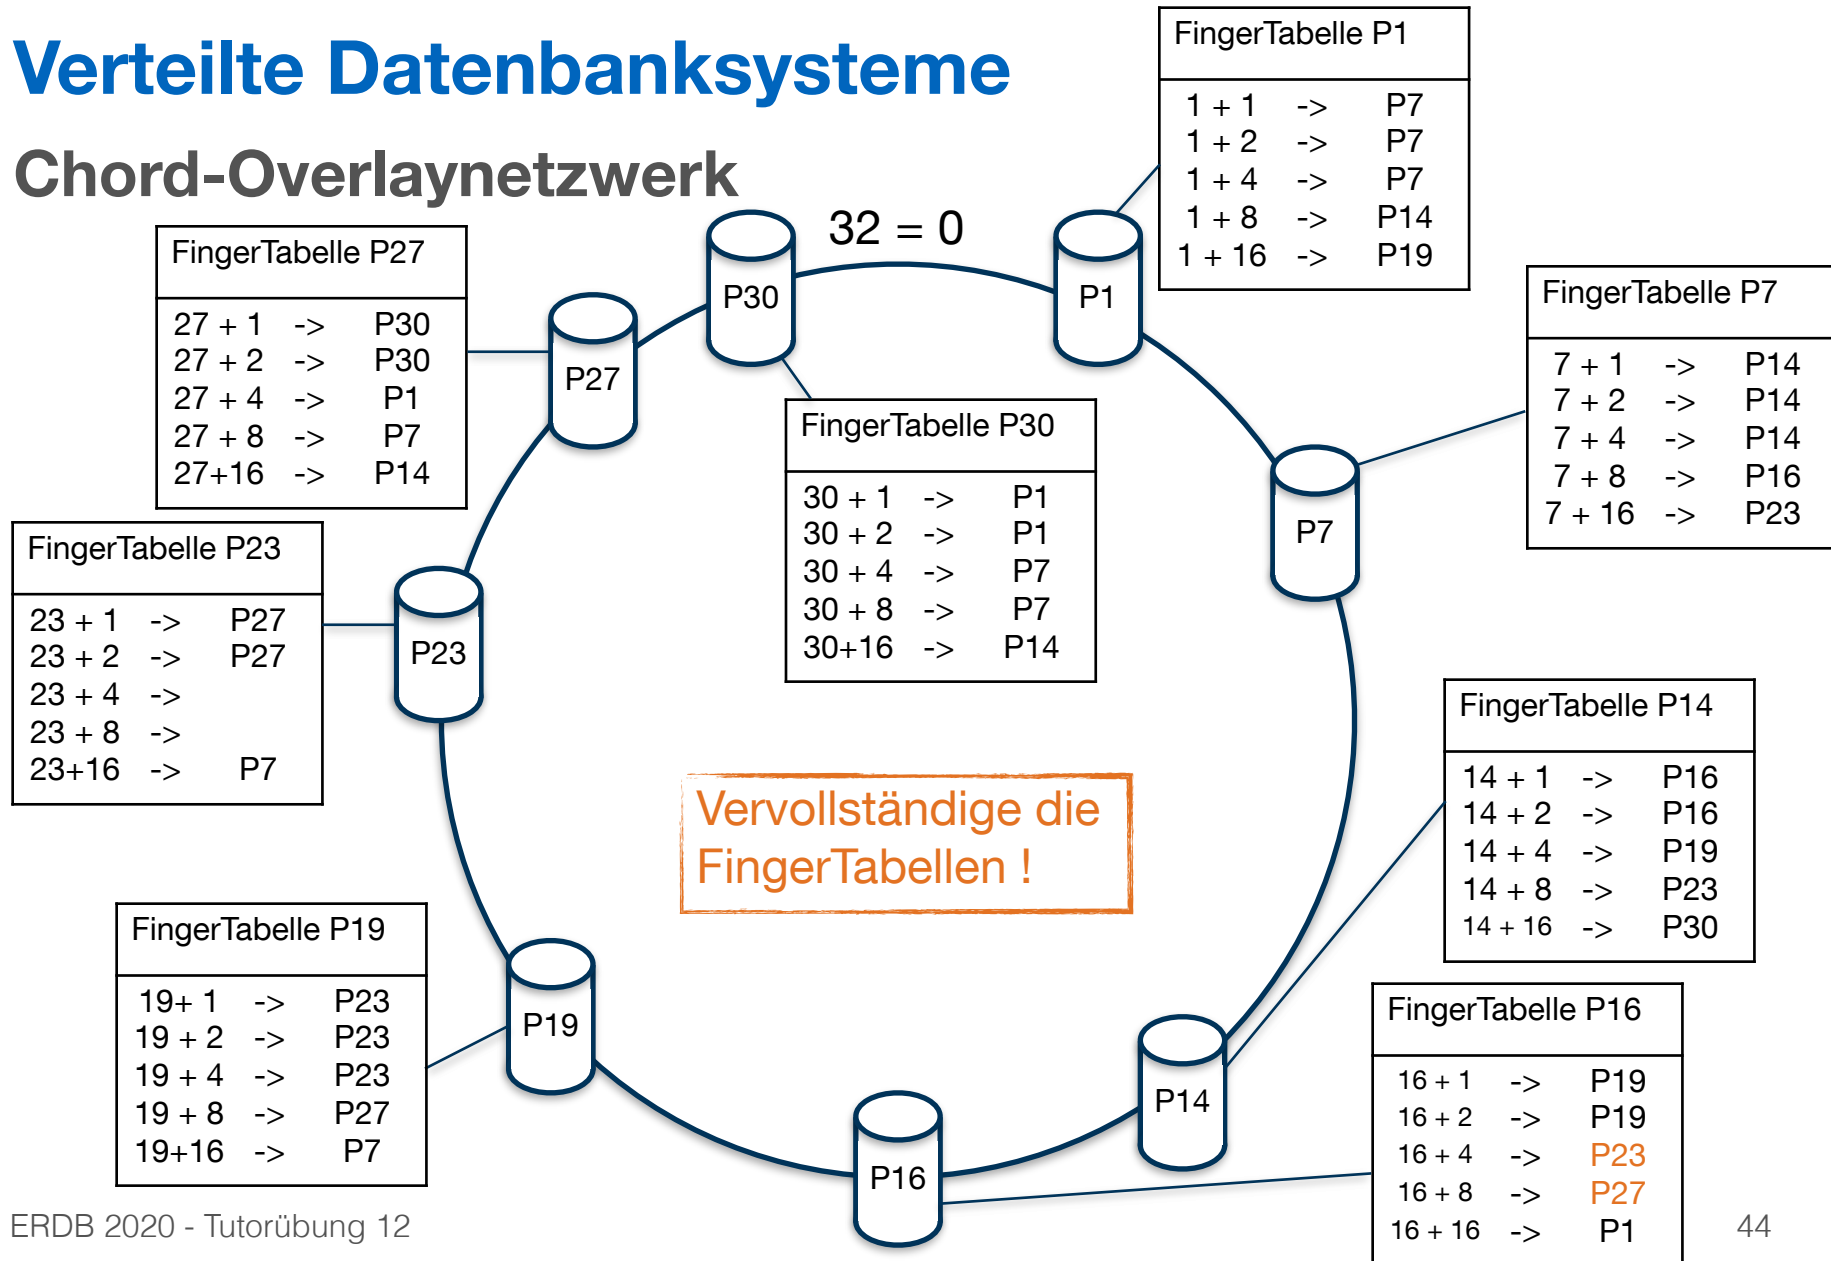 Verteilte Datenbanksysteme
Chord-Overlaynetzwerk
32 = 0
FingerTabelle P1
1 + 1 -> P7
1 + 2 -> P7
1 + 4 -> P7
1 + 8 -> P14
1 + 16 -> P19
FingerTabelle P27
27 + 1 -> P30
27 + 2 -> P30
27 + 4 -> P1
27 + 8 -> P7
27+16 -> P14
P30
P1
P27
FingerTabelle P7
7 + 1 -> P14
7 + 2 -> P14
7 + 4 -> P14
7 + 8 -> P16
7 + 16 -> P23
FingerTabelle P30
30 + 1 -> P1
30 + 2 -> P1
30 + 4 -> P7
30 + 8 -> P7
30+16 -> P14
P7
FingerTabelle P23
23 + 1 -> P27
23 + 2 -> P27
23 + 4 ->
23 + 8 ->
23+16 -> P7
P23
FingerTabelle P14
14 + 1 -> P16
14 + 2 -> P16
14 + 4 -> P19
14 + 8 -> P23
14 + 16 -> P30
Vervollständige die
FingerTabellen !
FingerTabelle P19
19+ 1 -> P23
19 + 2 -> P23
19 + 4 -> P23
19 + 8 -> P27
19+16 -> P7
P19
P14
P16
FingerTabelle P16
16 + 1 -> P19
16 + 2 -> P19
16 + 4 -> P23
16 + 8 -> P27
16 + 16 -> P1
ERDB 2020 - Tutorübung 12
44